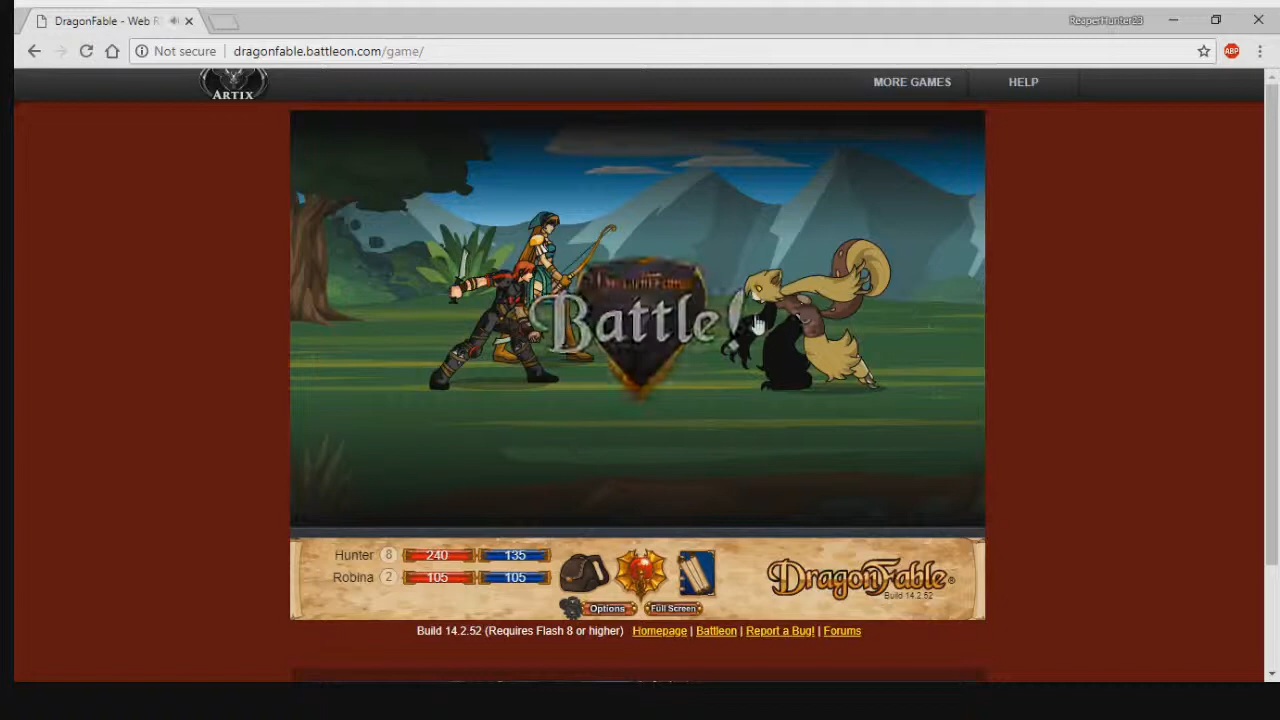 DragonFable - Web R
ReaperHunter23
Not secure | dragonfable.battleon.com/game/
ABP
ARTIX
MORE GAMES
HELP
Battle!
Hunter 8 240 135
Robina 2 105 105
Options
Full Screen
DragonFable®
Build 14.2.52
Build 14.2.52 (Requires Flash 8 or higher) Homepage | Battleon | Report a Bug! | Forums